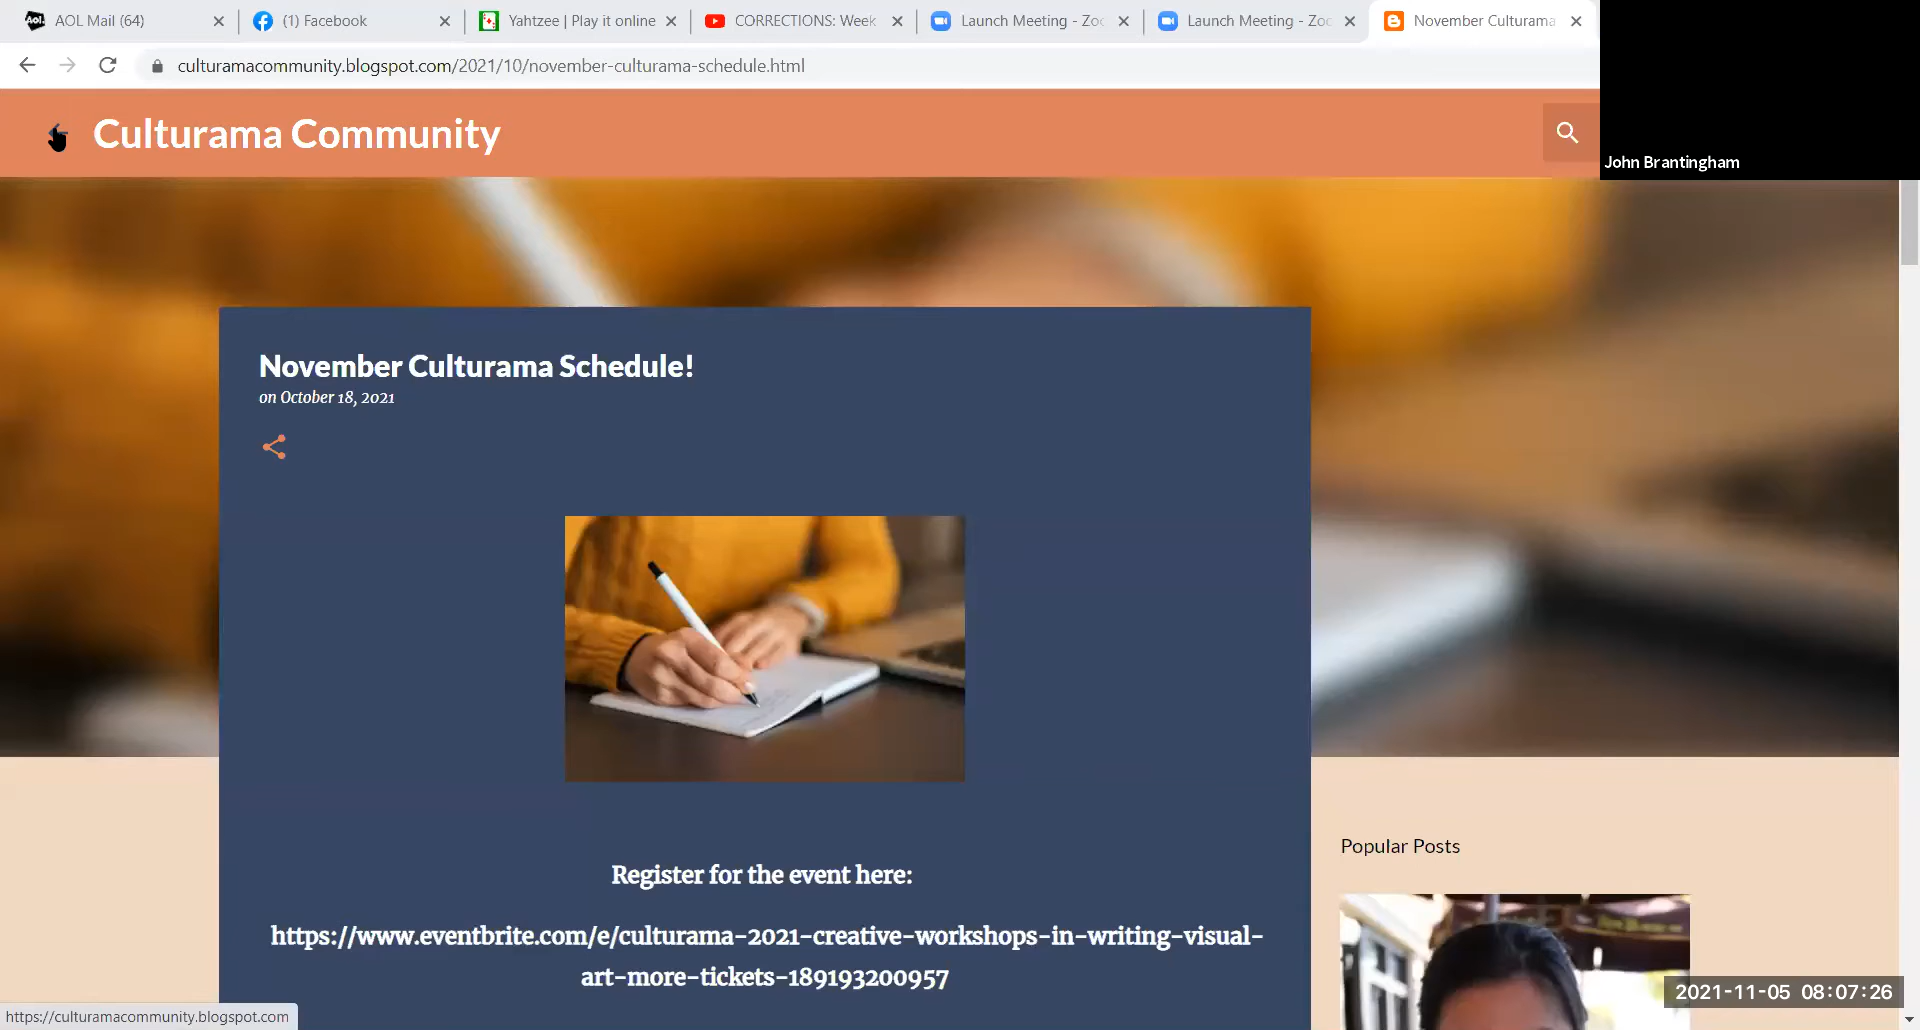 AOL Mail (64)
(1) Facebook
Yahtzee | Play it online
CORRECTIONS: Week
Launch Meeting - Zoo
Launch Meeting - Zoo
November Culturama
culturamacommunity.blogspot.com/2021/10/november-culturama-schedule.html
Culturama Community
John Brantingham
November Culturama Schedule!
on October 18, 2021
Register for the event here:
https://www.eventbrite.com/e/culturama-2021-creative-workshops-in-writing-visual-
art-more-tickets-189193200957
Popular Posts
2021-11-05 08:07:26
https://culturamacommunity.blogspot.com